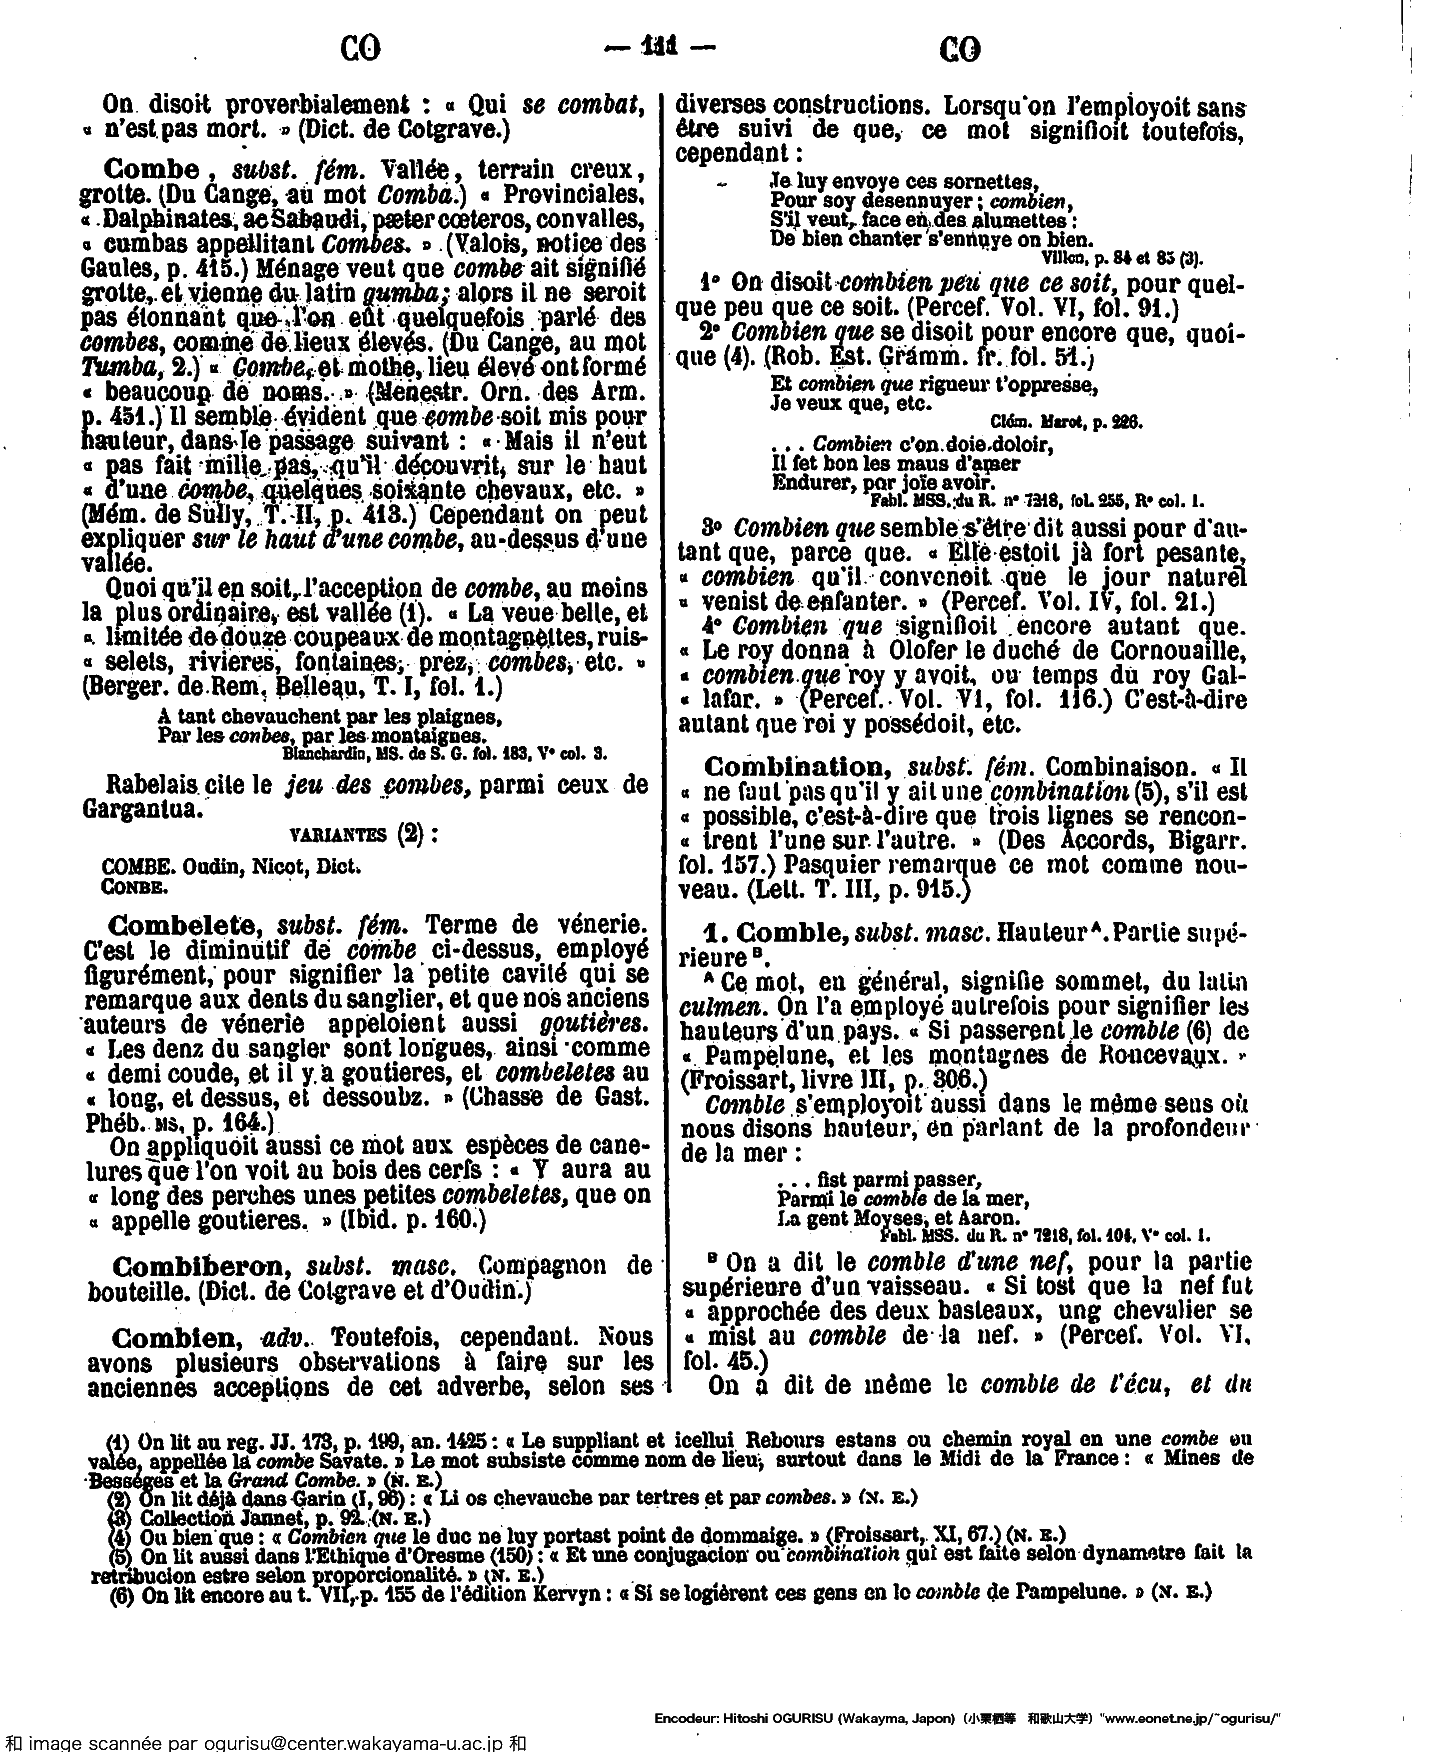 CO — 111 — CO
On disoit proverbialement : « Qui se combat,
« n'est pas mort. » (Dict. de Cotgrave.)
Combe, subst. fém. Vallée, terrain creux,
grotte. (Du Cange, au mot Comba.) « Provinciales,
« Dalphinates, ac Sabaudi, pæter cœteros, convalles,
« cumbas appellitant Combes. » (Valois, notice des
Gaules, p. 415.) Ménage veut que combe ait signifié
grotte, et vienne du latin gumba; alors il ne seroit
pas étonnant que l'on eût quelquefois parlé des
combes, comme de lieux élevés. (Du Cange, au mot
Tumba, 2.) « Combe, et mothe, lieu élevé ont formé
« beaucoup de noms. » (Menestr. Orn. des Arm.
p. 451.) Il semble évident que combe soit mis pour
hauteur, dans le passage suivant : « Mais il n'eut
« pas fait mille pas, qu'il découvrit, sur le haut
« d'une combe, quelques soixante chevaux, etc. »
(Mém. de Sully, T. II, p. 413.) Cependant on peut
expliquer sur le haut d'une combe, au-dessus d'une
vallée.
Quoi qu'il en soit, l'acception de combe, au moins
la plus ordinaire, est vallée (1). « La veue belle, et
« limitée de douze coupeaux de montagnettes, ruis-
« selets, rivieres, fontaines, prez, combes, etc. »
(Berger. de Rem. Belleau, T. I, fol. 1.)
A tant chevauchent par les plaignes,
Par les conbes, par les montaignes.
Blanchardin, MS. de S. G. fol. 183, V° col. 3.
Rabelais cite le jeu des combes, parmi ceux de
Gargantua.
VARIANTES (2) :
COMBE. Oudin, Nicot, Dict.
CONBE.
Combelete, subst. fém. Terme de vénerie.
C'est le diminutif de combe ci-dessus, employé
figurément, pour signifier la petite cavité qui se
remarque aux dents du sanglier, et que nos anciens
auteurs de vénerie appeloient aussi goutières.
« Les denz du sanglier sont longues, ainsi comme
« demi coude, et il y a goutieres, et combeletes au
« long, et dessus, et dessoubz. » (Chasse de Gast.
Phéb. MS. p. 164.)
On appliquoit aussi ce mot aux espèces de cane-
lures que l'on voit au bois des cerfs : « Y aura au
« long des perches unes petites combeletes, que on
« appelle goutieres. » (Ibid. p. 160.)
Combiberon, subst. masc. Compagnon de
bouteille. (Dict. de Cotgrave et d'Oudin.)
Combien, adv. Toutefois, cependant. Nous
avons plusieurs observations à faire sur les
anciennes acceptions de cet adverbe, selon ses
diverses constructions. Lorsqu'on l'employoit sans
être suivi de que, ce mot signifioit toutefois,
cependant :
Je luy envoye ces sornettes,
Pour soy desennuyer ; combien,
S'il veut, face en des alumettes :
De bien chanter s'ennuye on bien.
Villon, p. 84 et 85 (3).
1° On disoit combien peu que ce soit, pour quel-
que peu que ce soit. (Percef. Vol. VI, fol. 91.)
2° Combien que se disoit pour encore que, quoi-
que (4). (Rob. Est. Gramm. fr. fol. 51.)
Et combien que rigueur t'oppresse,
Je veux que, etc.
Clém. Marot, p. 226.
. . . Combien c'on doie doloir,
Il fet bon les maus d'amer
Endurer, por joie avoir.
Fabl. MSS. du R. n° 7218, fol. 255, R° col. 1.
3° Combien que semble s'être dit aussi pour d'au-
tant que, parce que. « Elle estoit jà fort pesante,
« combien qu'il convenoit que le jour naturel
« venist de enfanter. » (Percef. Vol. IV, fol. 21.)
4° Combien que signifioit encore autant que.
« Le roy donna à Olofer le duché de Cornouaille,
« combien que roy y avoit, ou temps du roy Gal-
« lafar. » (Percef. Vol. VI, fol. 116.) C'est-à-dire
autant que roi y possédoit, etc.
Combination, subst. fém. Combinaison. « Il
« ne faut pas qu'il y ait une combination (5), s'il est
« possible, c'est-à-dire que trois lignes se rencon-
« trent l'une sur l'autre. » (Des Accords, Bigarr.
fol. 157.) Pasquier remarque ce mot comme nou-
veau. (Lett. T. III, p. 915.)
1. Comble, subst. masc. Hauteur A. Partie supé-
rieure B.
A Ce mot, en général, signifie sommet, du latin
culmen. On l'a employé autrefois pour signifier les
hauteurs d'un pays. « Si passerent le comble (6) de
« Pampelune, et les montagnes de Roncevaux. »
(Froissart, livre III, p. 306.)
Comble s'employoit aussi dans le même sens où
nous disons hauteur, en parlant de la profondeur
de la mer :
. . . fist parmi passer,
Parmi le comble de la mer,
La gent Moyses, et Aaron.
Fabl. MSS. du R. n° 7218, fol. 104, V° col. 1.
B On a dit le comble d'une nef, pour la partie
supérieure d'un vaisseau. « Si tost que la nef fut
« approchée des deux basteaux, ung chevalier se
« mist au comble de la nef. » (Percef. Vol. VI,
fol. 45.)
On a dit de même le comble de l'écu, et du
(1) On lit au reg. JJ. 173, p. 199, an. 1425 : « Le suppliant et icellui Rebours estans ou chemin royal en une combe ou
valée, appellée la combe Savate. » Le mot subsiste comme nom de lieu, surtout dans le Midi de la France : « Mines de
Bességes et la Grand Combe. » (N. E.)
(2) On lit déjà dans Garin (I, 96) : « Li os chevauche par tertres et par combes. » (N. E.)
(3) Collection Jannet, p. 92. (N. E.)
(4) Ou bien que : « Combien que le duc ne luy portast point de dommaige. » (Froissart, XI, 67.) (N. E.)
(5) On lit aussi dans l'Ethique d'Oresme (150) : « Et une conjugacion ou combination qui est faite selon dyametre fait la
retribucion estre selon proporcionalité. » (N. E.)
(6) On lit encore au t. VII, p. 155 de l'édition Kervyn : « Si se logièrent ces gens en le comble de Pampelune. » (N. E.)
Encodeur: Hitoshi OGURISU (Wakayma, Japon) (小栗栖等 和歌山大学) "www.eonet.ne.jp/~ogurisu/"
和 image scannée par ogurisu@center.wakayama-u.ac.jp 和